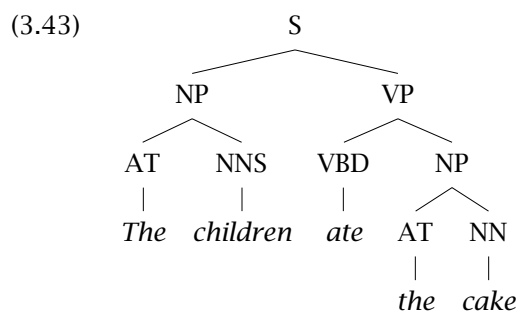 (3.43) S
NP VP
AT NNS VBD NP
The children ate AT NN
the cake